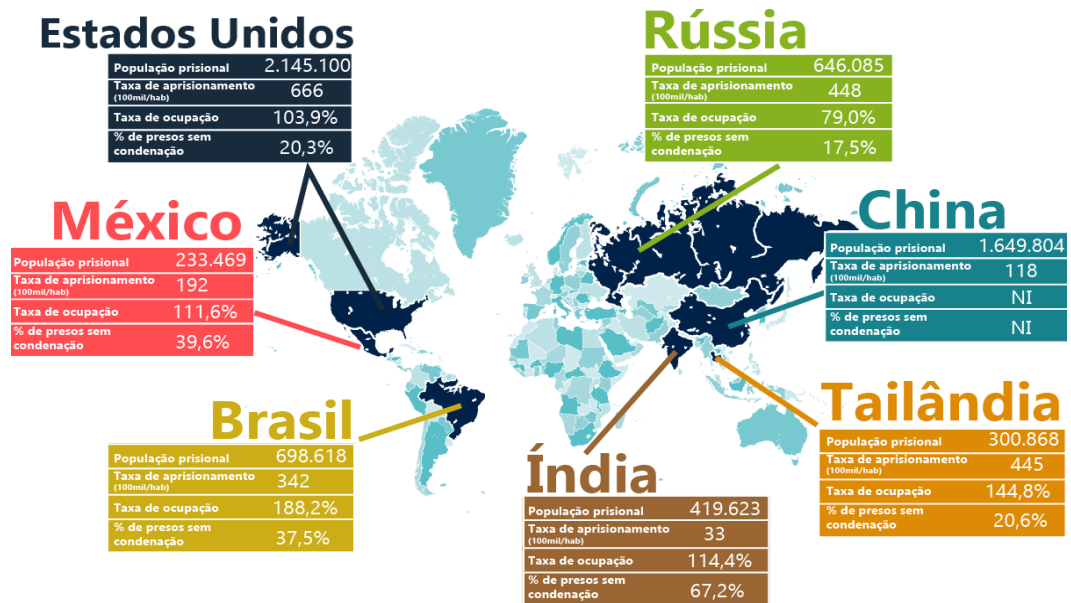 Estados Unidos
População prisional 2.145.100
Taxa de aprisionamento
(100mil/hab) 666
Taxa de ocupação 103,9%
% de presos sem
condenação 20,3%
Rússia
População prisional 646.085
Taxa de aprisionamento
(100mil/hab) 448
Taxa de ocupação 79,0%
% de presos sem
condenação 17,5%
México
População prisional 233.469
Taxa de aprisionamento
(100mil/hab) 192
Taxa de ocupação 111,6%
% de presos sem
condenação 39,6%
China
População prisional 1.649.804
Taxa de aprisionamento
(100mil/hab) 118
Taxa de ocupação NI
% de presos sem
condenação NI
Brasil
População prisional 698.618
Taxa de aprisionamento
(100mil/hab) 342
Taxa de ocupação 188,2%
% de presos sem
condenação 37,5%
Índia
População prisional 419.623
Taxa de aprisionamento
(100mil/hab) 33
Taxa de ocupação 114,4%
% de presos sem
condenação 67,2%
Tailândia
População prisional 300.868
Taxa de aprisionamento
(100mil/hab) 445
Taxa de ocupação 144,8%
% de presos sem
condenação 20,6%